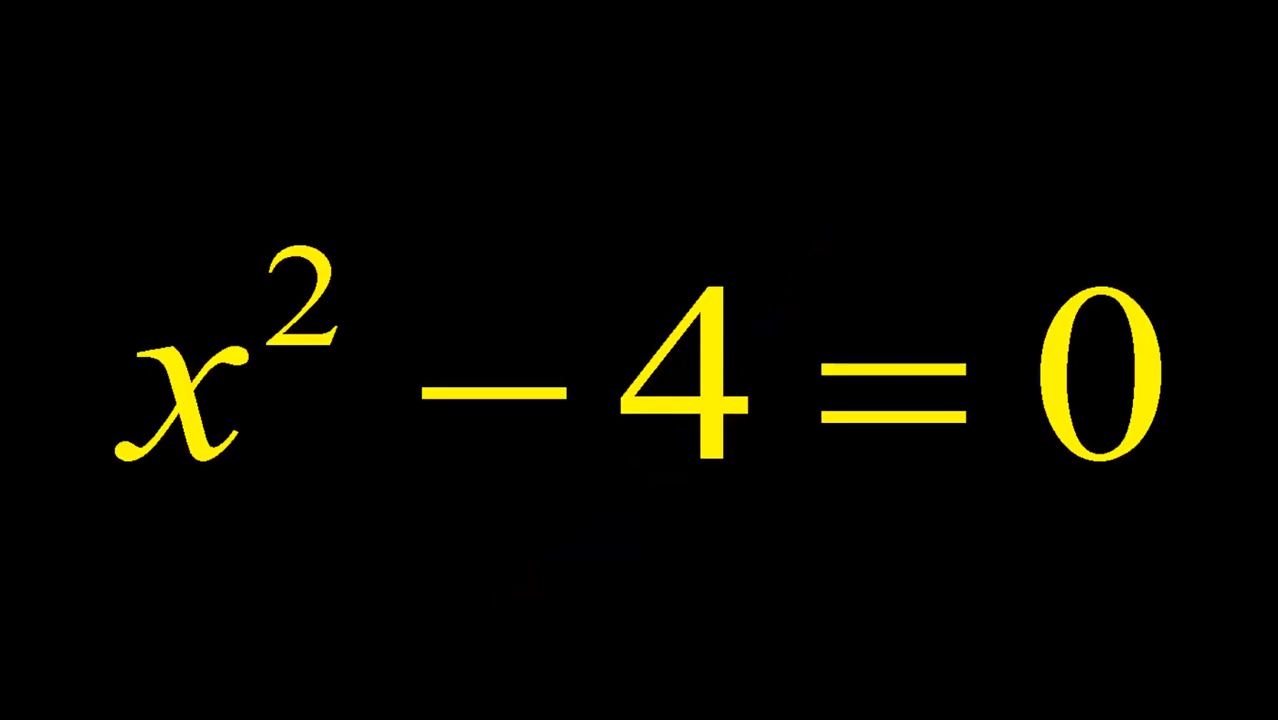 x² − 4 = 0